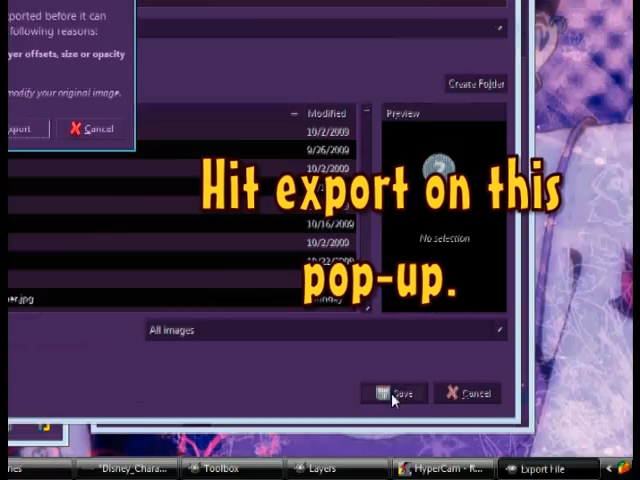 ported before it can
following reasons:
yer offsets, size or opacity
modify your original image.
xport
Cancel
Create Folder
Modified
Preview
10/2/2009
9/26/2009
10/2/2009
Hit export on this
10/16/2009
No selection
10/2/2009
pop-up.
er.jpg
All images
Save
Cancel
nes
"Disney_Chara...
Toolbox
Layers
HyperCam - R...
Export File